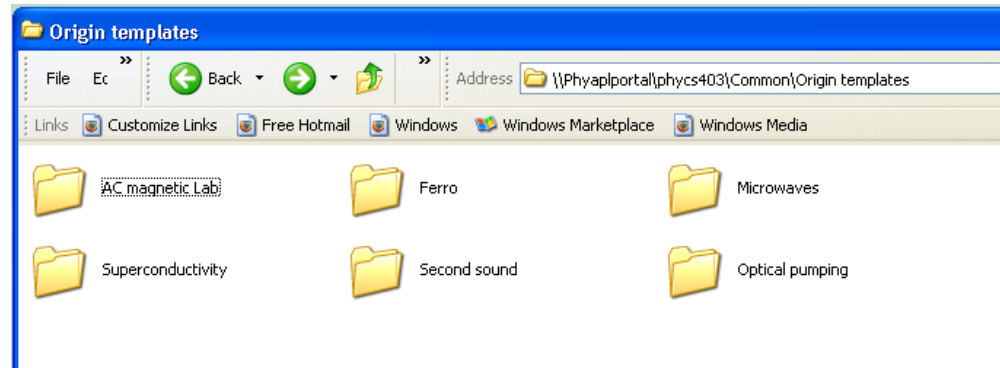 Origin templates
File Ec » Back » Address \\Phyaplportal\phycs403\Common\Origin templates
Links Customize Links Free Hotmail Windows Windows Marketplace Windows Media
AC magnetic Lab Ferro Microwaves
Superconductivity Second sound Optical pumping